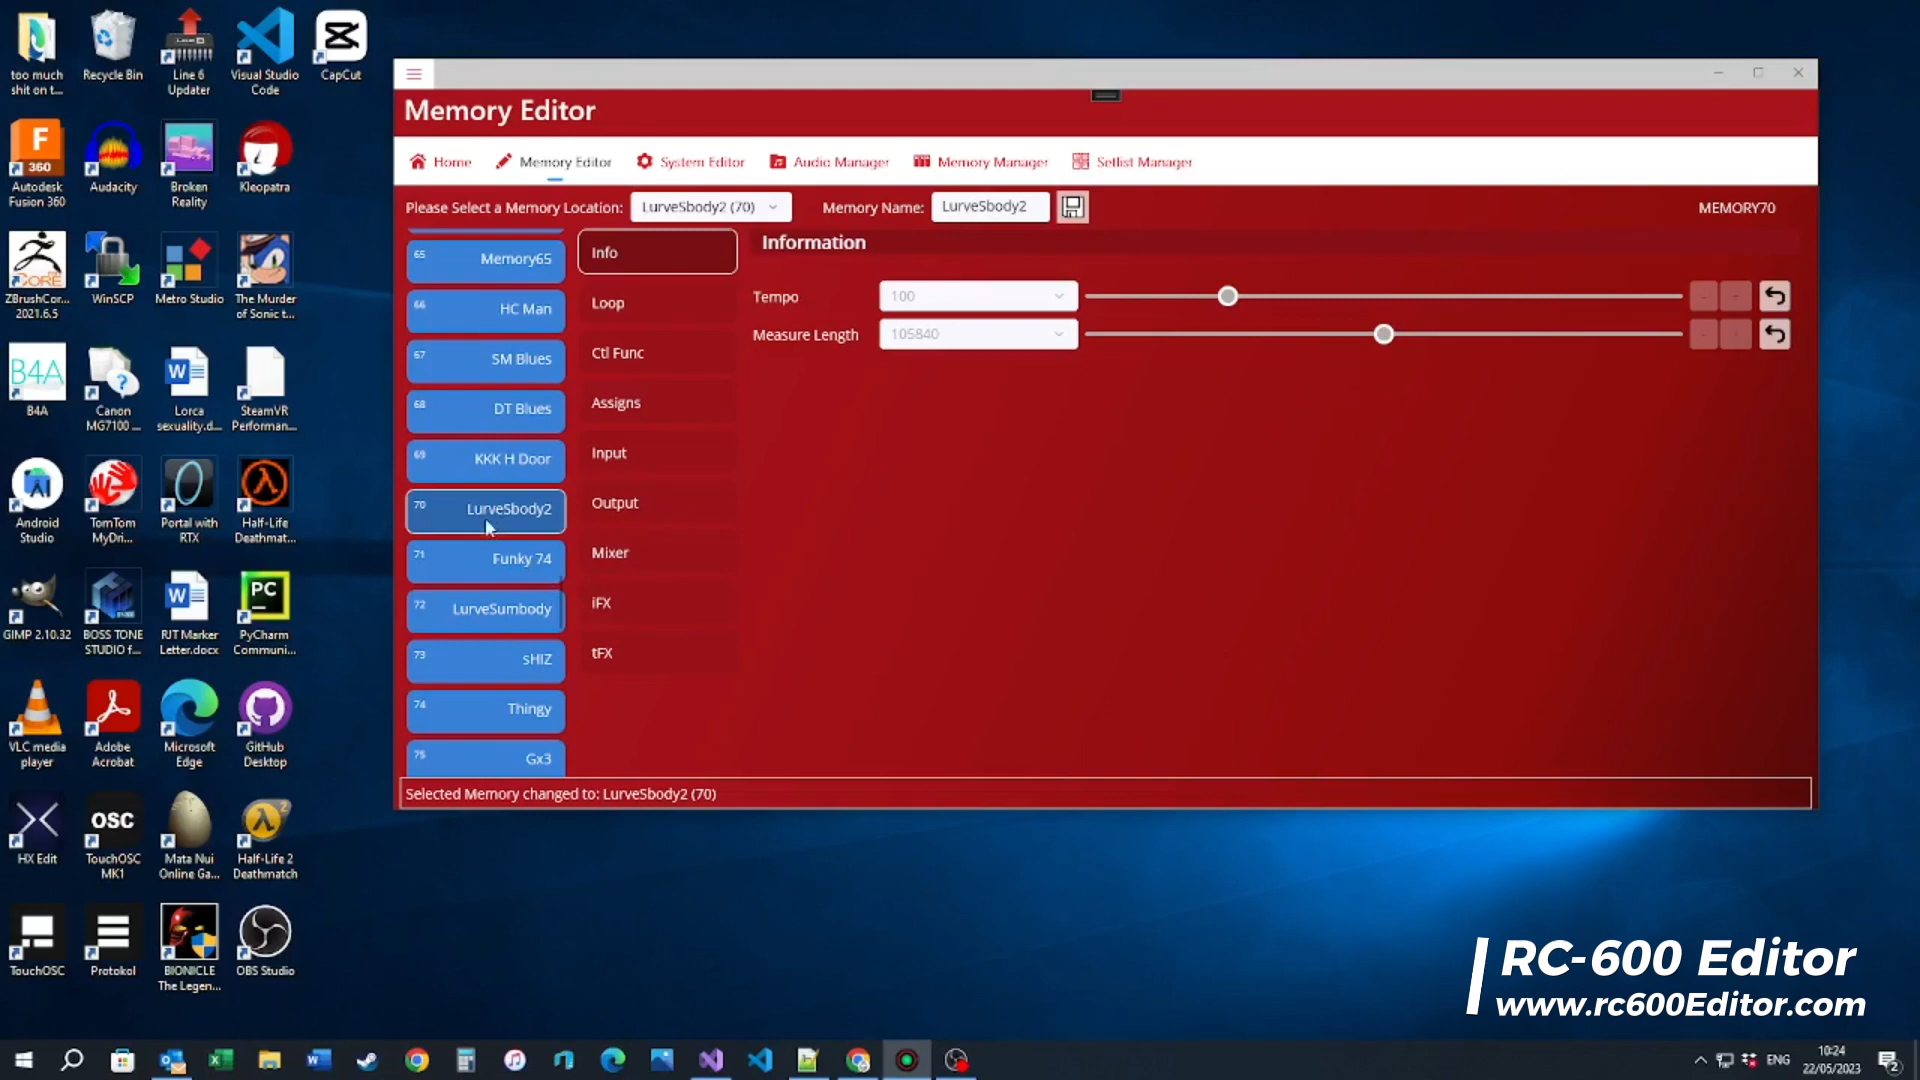 too much
shit on t...
Recycle Bin
Line 6
Updater
Visual Studio
Code
CapCut
Autodesk
Fusion 360
Audacity
Broken
Reality
Kleopatra
ZBrushCor...
2021.6.5
WinSCP
Metro Studio
The Murder
of Sonic t...
B4A
B4A
Canon
MG7100 ...
Lorca
sexuality.d...
SteamVR
Performan...
Android
Studio
TomTom
MyDri...
Portal with
RTX
Half-Life
Deathmat...
GIMP 2.10.32
BOSS TONE
STUDIO f...
RJT Marker
Letter.docx
PC
PyCharm
Communi...
VLC media
player
Adobe
Acrobat
Microsoft
Edge
GitHub
Desktop
HX Edit
OSC
TouchOSC
MK1
Mata Nui
Online Ga...
Half-Life 2
Deathmatch
TouchOSC
Protokol
BIONICLE
The Legen...
OBS Studio
Memory Editor
Home
Memory Editor
System Editor
Audio Manager
Memory Manager
Setlist Manager
Please Select a Memory Location:
LurveSbody2 (70)
Memory Name:
LurveSbody2
MEMORY70
65 Memory65
66 HC Man
67 SM Blues
68 DT Blues
69 KKK H Door
70 LurveSbody2
71 Funky 74
72 LurveSumbody
73 sHIZ
74 Thingy
75 Gx3
Info
Loop
Ctl Func
Assigns
Input
Output
Mixer
iFX
tFX
Information
Tempo
100
- +
Measure Length
105840
- +
Selected Memory changed to: LurveSbody2 (70)
RC-600 Editor
www.rc600Editor.com
ENG
10:24
22/05/2023
2